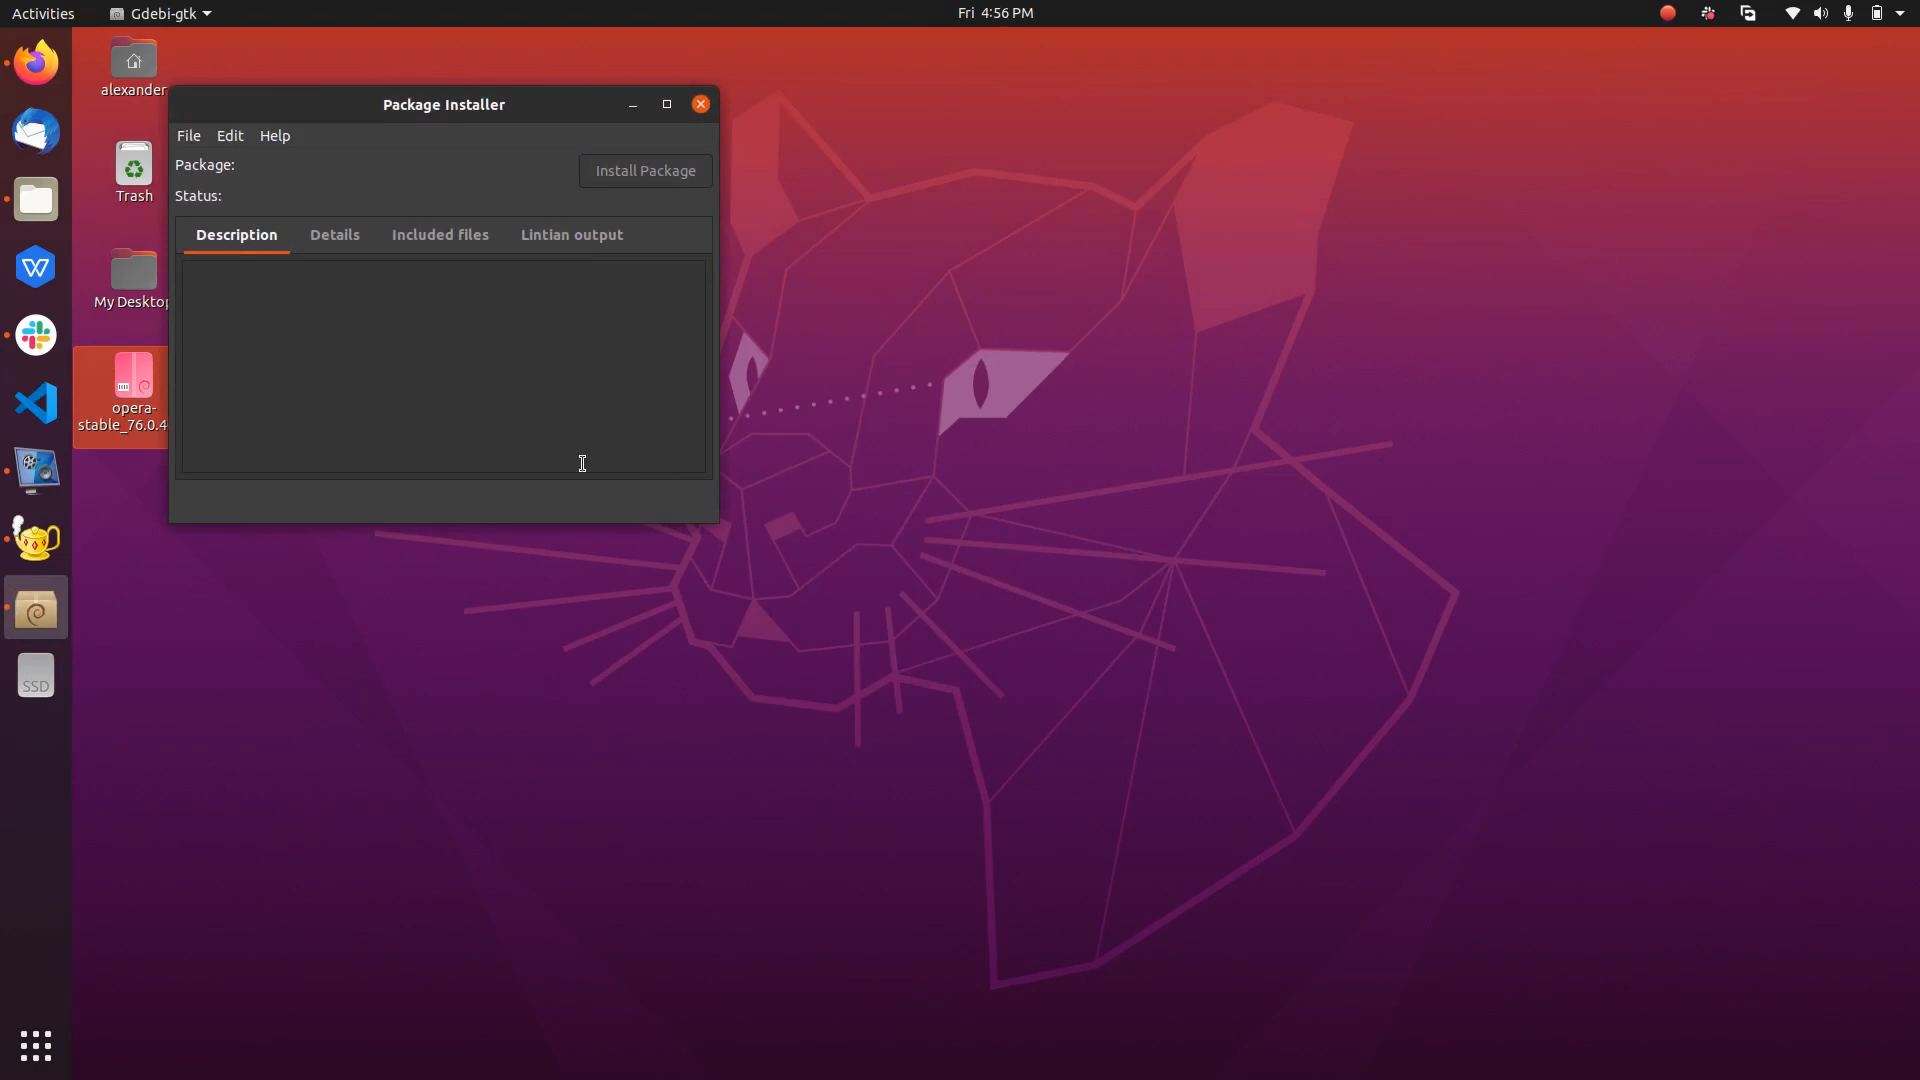 Activities
Gdebi-gtk
Fri 4:56 PM
alexander
Trash
My Desktop
opera-
stable_76.0.4
Package Installer
File Edit Help
Package:
Install Package
Status:
Description Details Included files Lintian output
SSD